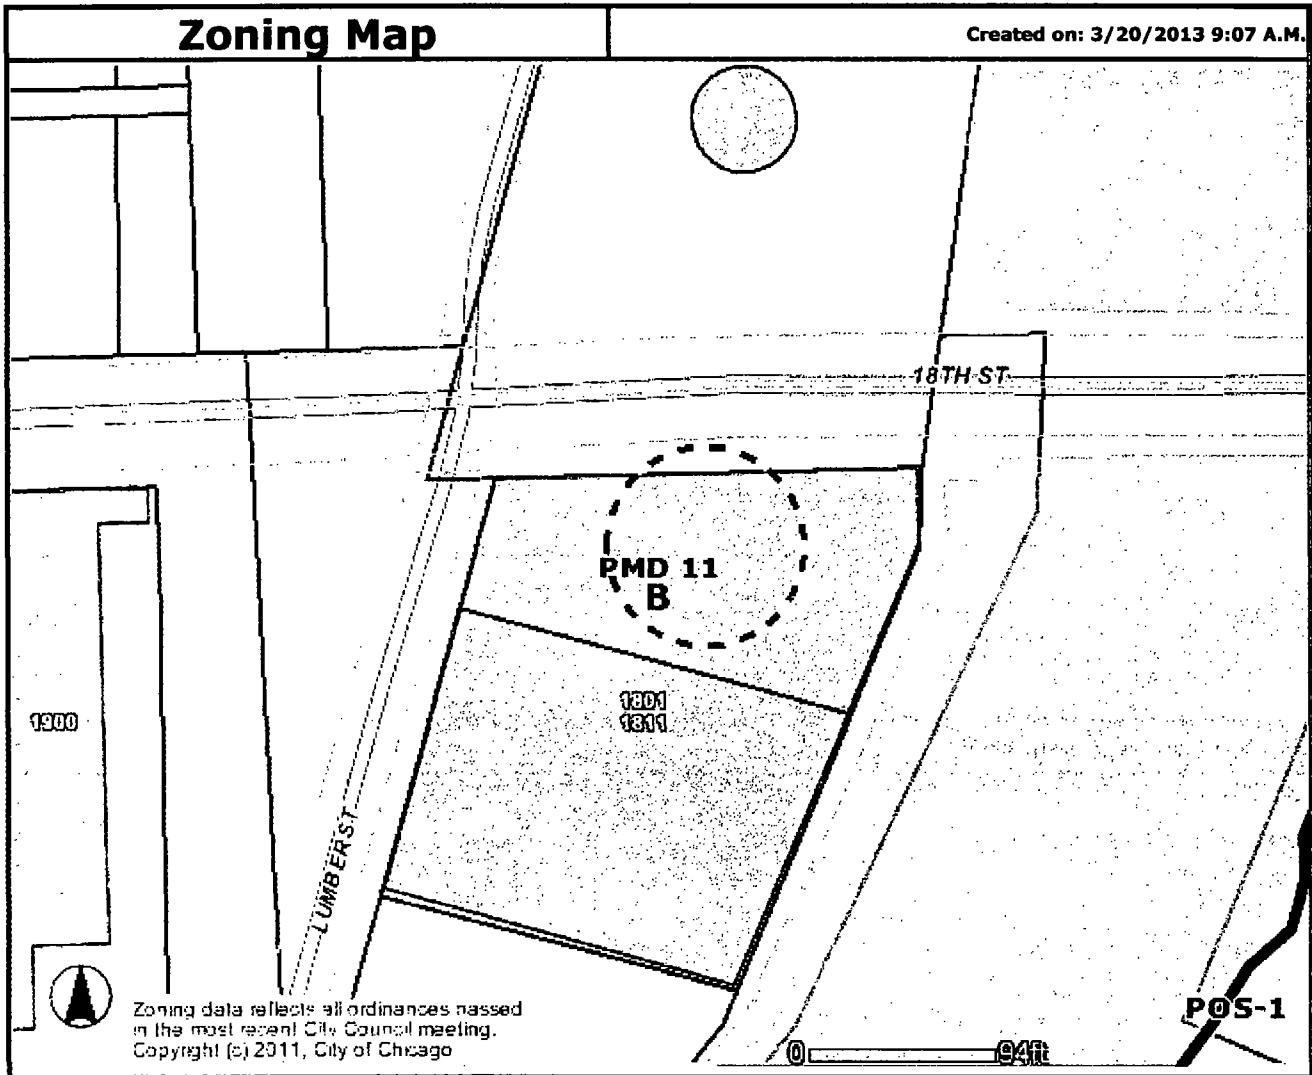 Zoning Map
Created on: 3/20/2013 9:07 A.M.
18TH ST
PMD 11
B
1801
1811
1900
LUMBER ST
Zoning data reflects all ordinances passed
in the most recent City Council meeting.
Copyright (c) 2011, City of Chicago
POS-1
0 94ft